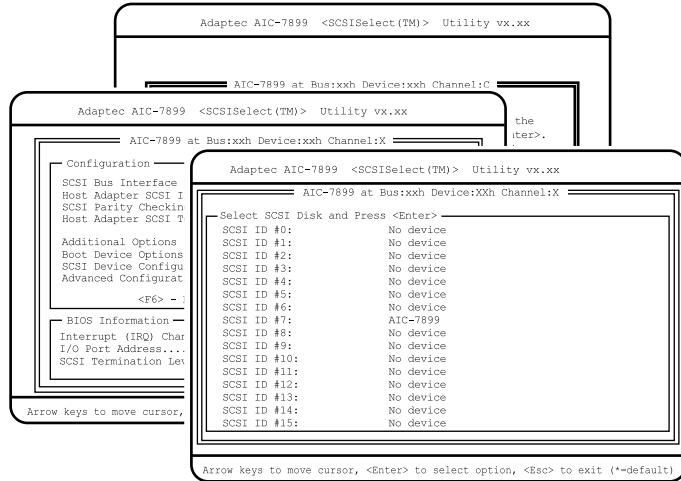 Adaptec AIC-7899 <SCSISelect(TM)> Utility vx.xx
AIC-7899 at Bus:xxh Device:xxh Channel:C
the
Adaptec AIC-7899 <SCSISelect(TM)> Utility vx.xx
AIC-7899 at Bus:xxh Device:xxh Channel:X
Configuration
SCSI Bus Interface
Host Adapter SCSI
SCSI Parity
Host Adapter SCSI
Additional Options
Boot Device Options
SCSI Device
Advanced
<F6> -
BIOS Information
Interrupt (IRQ)
I/O Port Address....
SCSI Termination
Arrow keys to move cursor,
Adaptec AIC-7899 <SCSISelect(TM)> Utility vx.xx
AIC-7899 at Bus:xxh Device:XXh Channel:X
Select SCSI Disk and Press <Enter>
SCSI ID #0: No device
SCSI ID #1: No device
SCSI ID #2: No device
SCSI ID #3: No device
SCSI ID #4: No device
SCSI ID #5: No device
SCSI ID #6: No device
SCSI ID #7: AIC-7899
SCSI ID #8: No device
SCSI ID #9: No device
SCSI ID #10: No device
SCSI ID #11: No device
SCSI ID #12: No device
SCSI ID #13: No device
SCSI ID #14: No device
SCSI ID #15: No device
Arrow keys to move cursor, <Enter> to select option, <Esc> to exit (*=default)